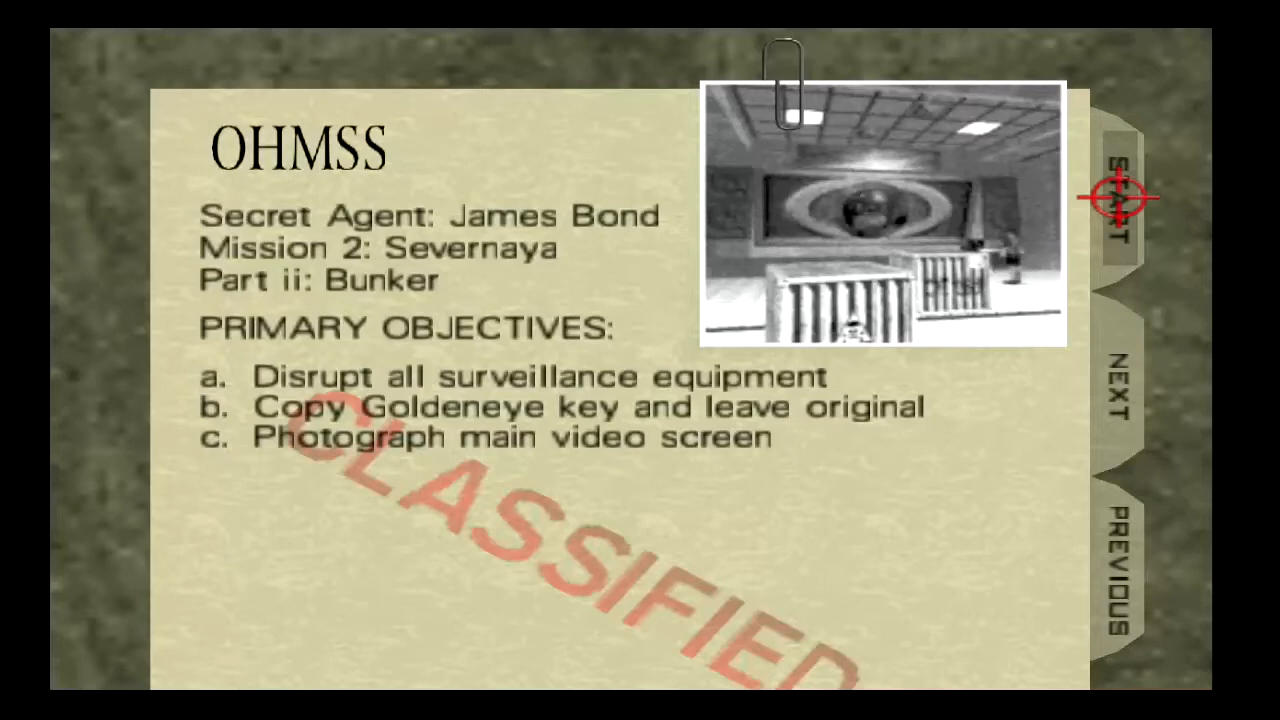 OHMSS
Secret Agent: James Bond
Mission 2: Severnaya
Part ii: Bunker
PRIMARY OBJECTIVES:
a. Disrupt all surveillance equipment
b. Copy Goldeneye key and leave original
c. Photograph main video screen
CLASSIFIED
START
NEXT
PREVIOUS